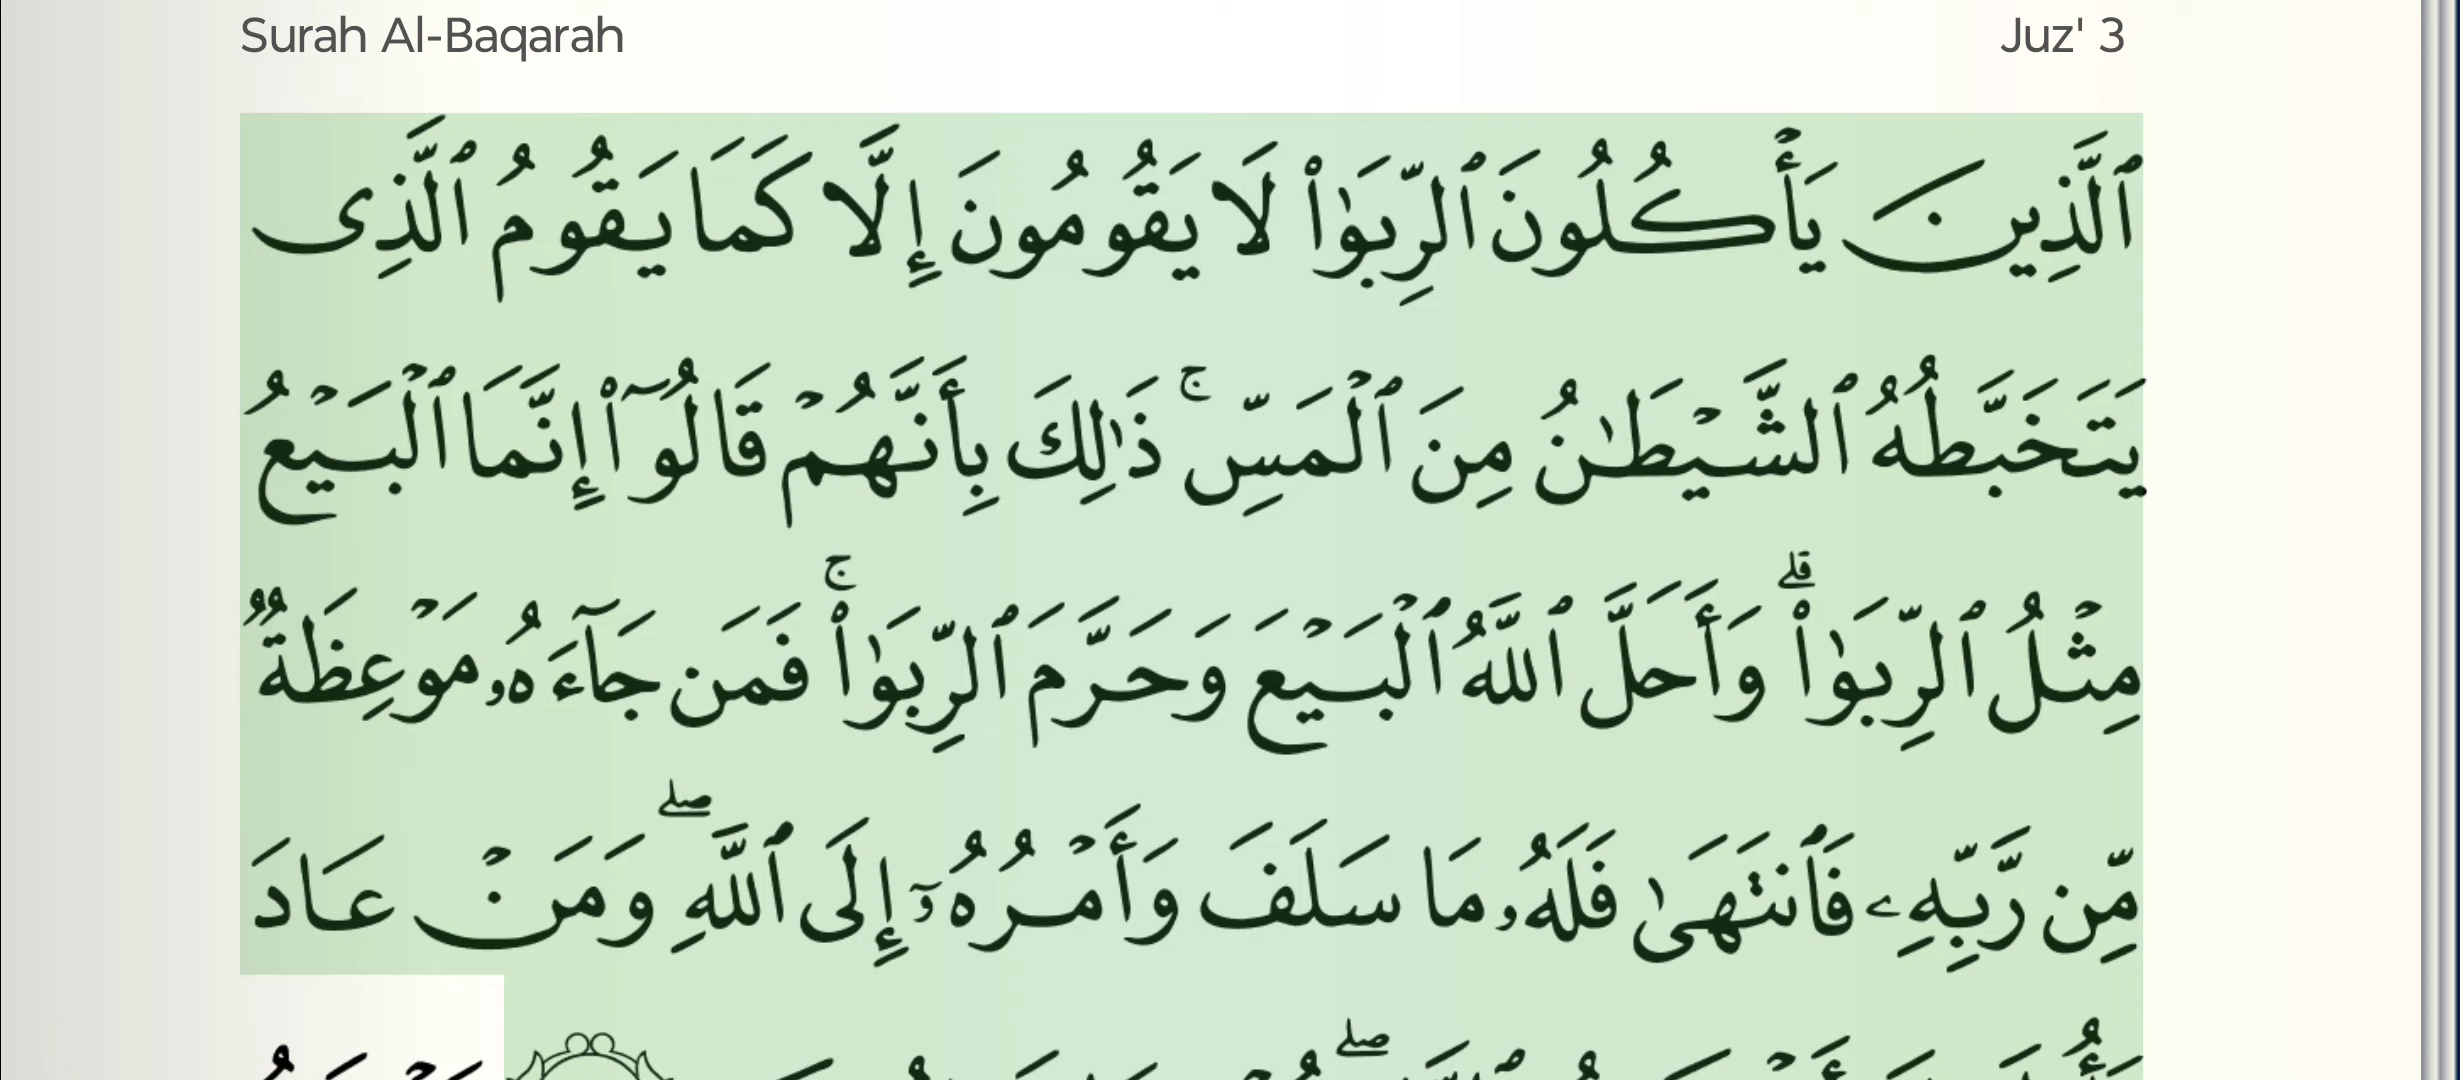 Surah Al-Baqarah Juz' 3
ٱلَّذِينَ يَأۡكُلُونَ ٱلرِّبَوٰاْ لَا يَقُومُونَ إِلَّا كَمَا يَقُومُ ٱلَّذِى
يَتَخَبَّطُهُ ٱلشَّيۡطَٰنُ مِنَ ٱلۡمَسِّۚ ذَٰلِكَ بِأَنَّهُمۡ قَالُوٓاْ إِنَّمَا ٱلۡبَيۡعُ
مِثۡلُ ٱلرِّبَوٰاْۗ وَأَحَلَّ ٱللَّهُ ٱلۡبَيۡعَ وَحَرَّمَ ٱلرِّبَوٰاْۚ فَمَن جَآءَهُۥ مَوۡعِظَةٌ
مِّن رَّبِّهِۦ فَٱنتَهَىٰ فَلَهُۥ مَا سَلَفَ وَأَمۡرُهُۥٓ إِلَى ٱللَّهِۖ وَمَنۡ عَادَ